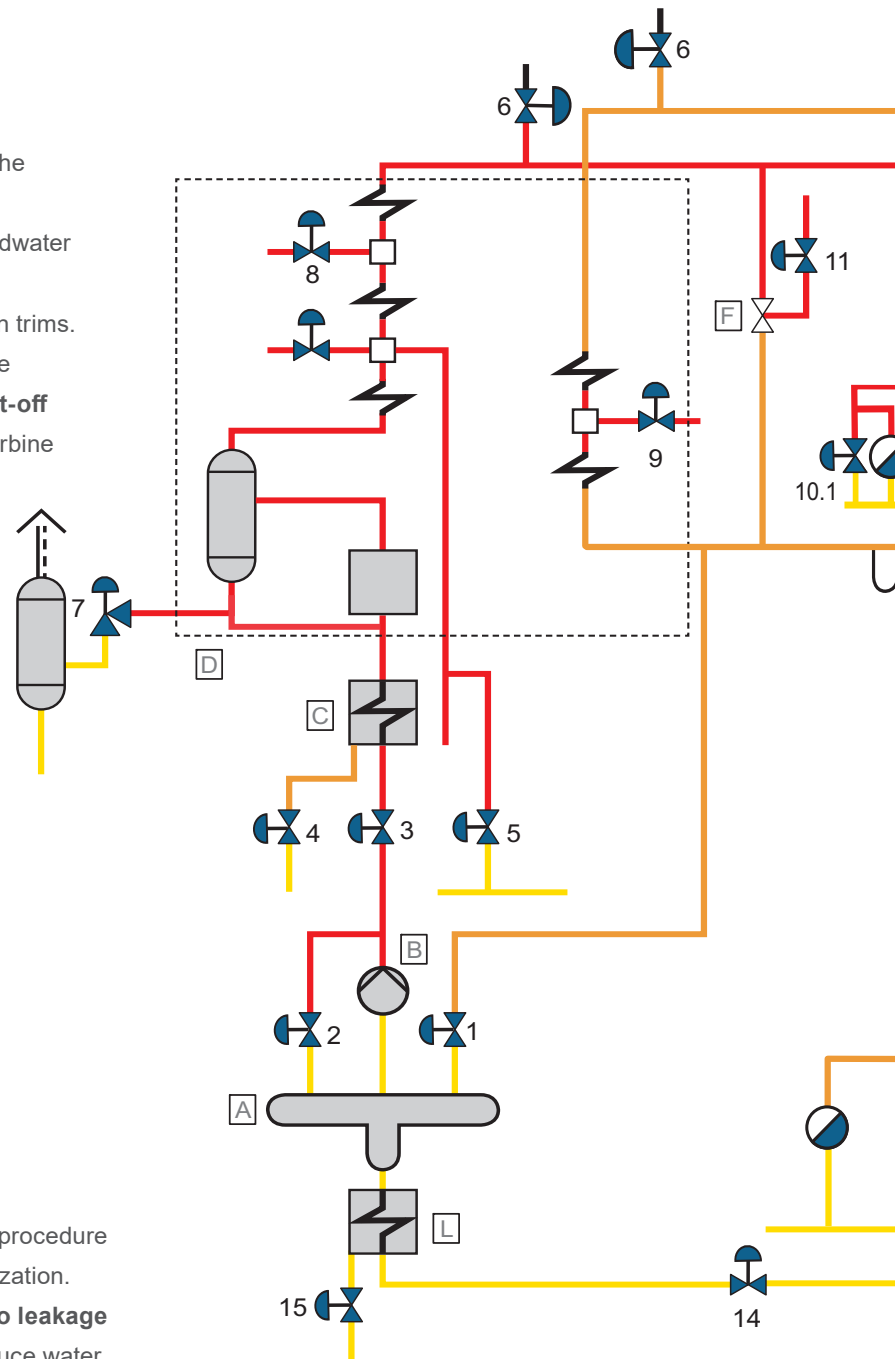 6
6
he
dwater
8
11
F
n trims.
e
t-off
rbine
9
10.1
7
D
C
4
3
5
B
2
1
A
procedure
L
zation.
o leakage
15
14
uce water